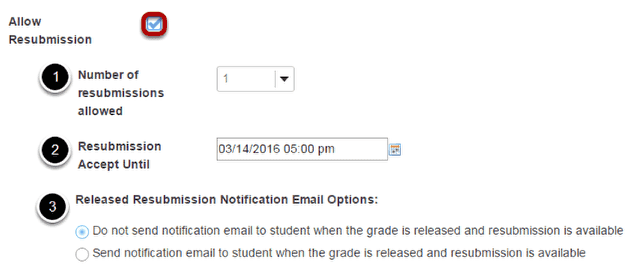 Allow
Resubmission
1 Number of
resubmissions
allowed
1
2 Resubmission
Accept Until
03/14/2016 05:00 pm
3 Released Resubmission Notification Email Options:
Do not send notification email to student when the grade is released and resubmission is available
Send notification email to student when the grade is released and resubmission is available